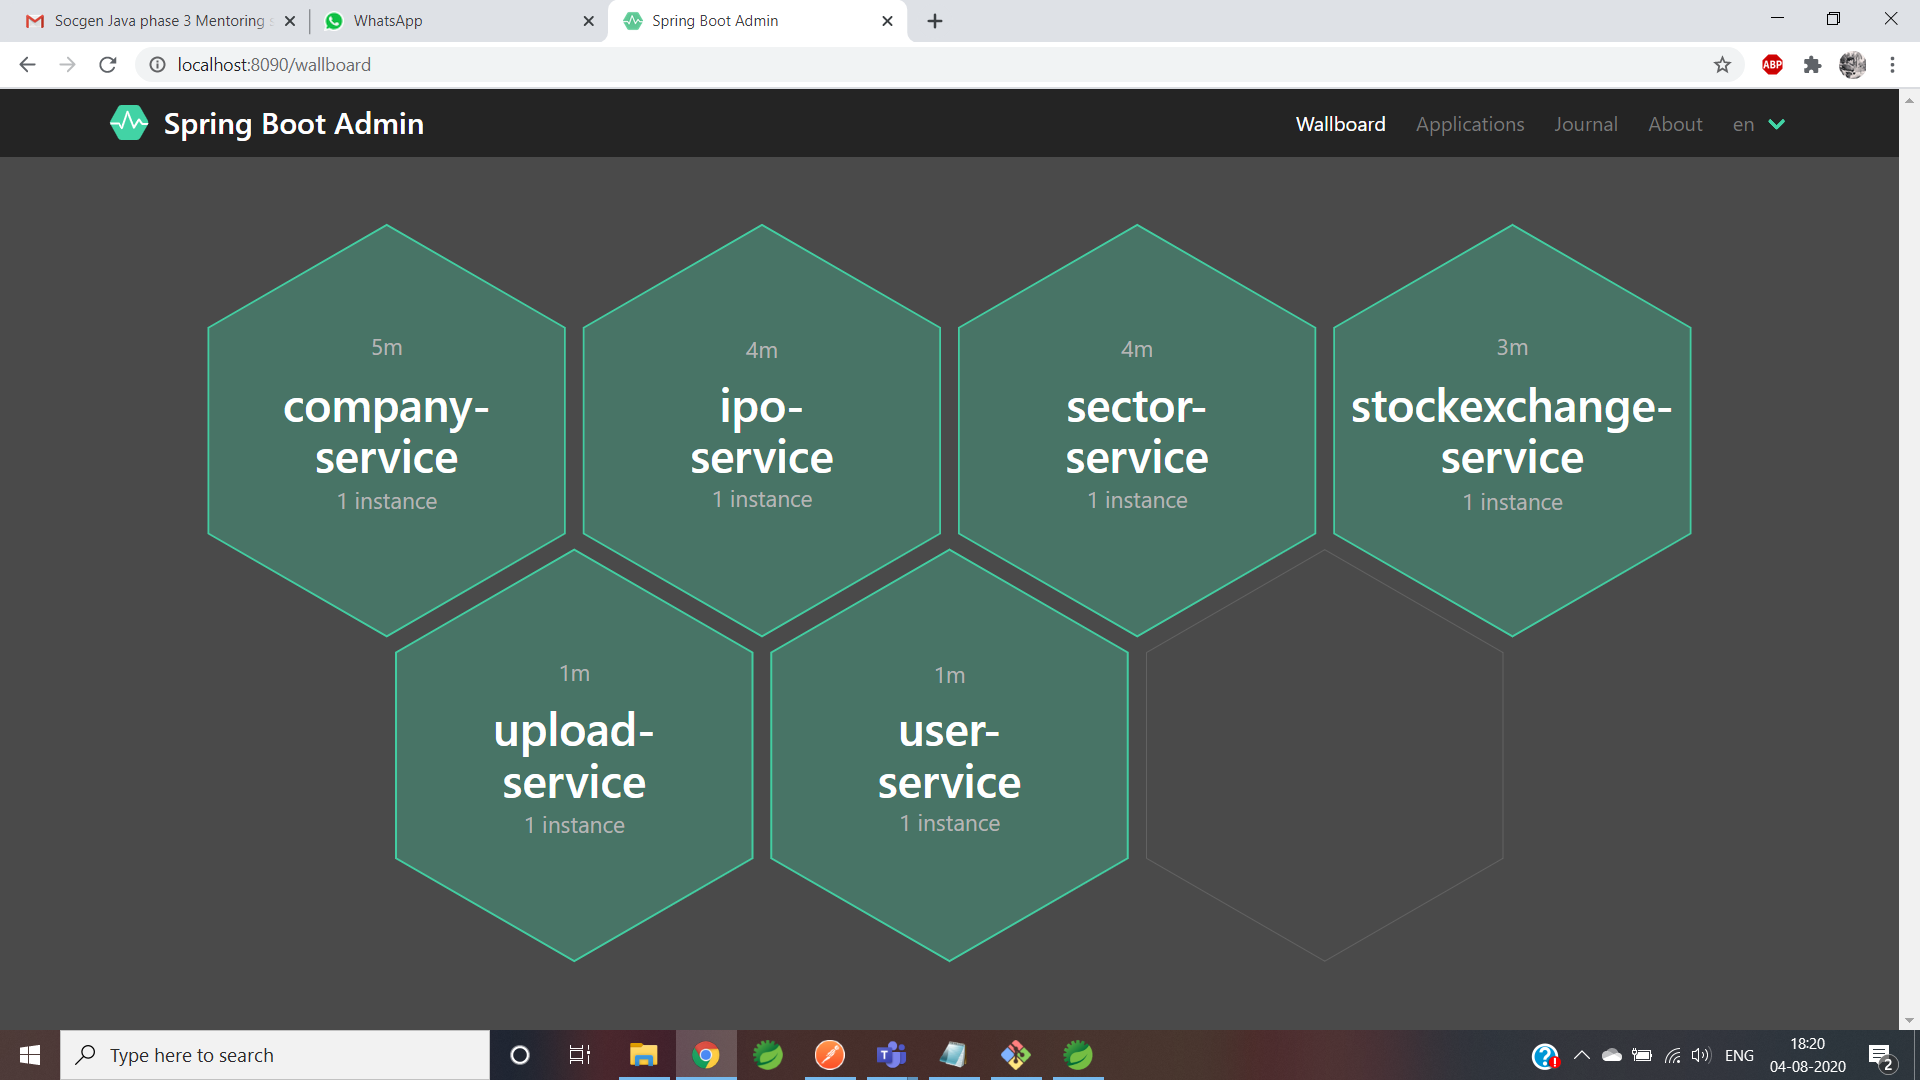 Socgen Java phase 3 Mentoring
WhatsApp
Spring Boot Admin
localhost:8090/wallboard
ABP
Spring Boot Admin
Wallboard
Applications
Journal
About
en
5m
company-
service
1 instance
4m
ipo-
service
1 instance
4m
sector-
service
1 instance
3m
stockexchange-
service
1 instance
1m
upload-
service
1 instance
1m
user-
service
1 instance
Type here to search
ENG
18:20
04-08-2020
2